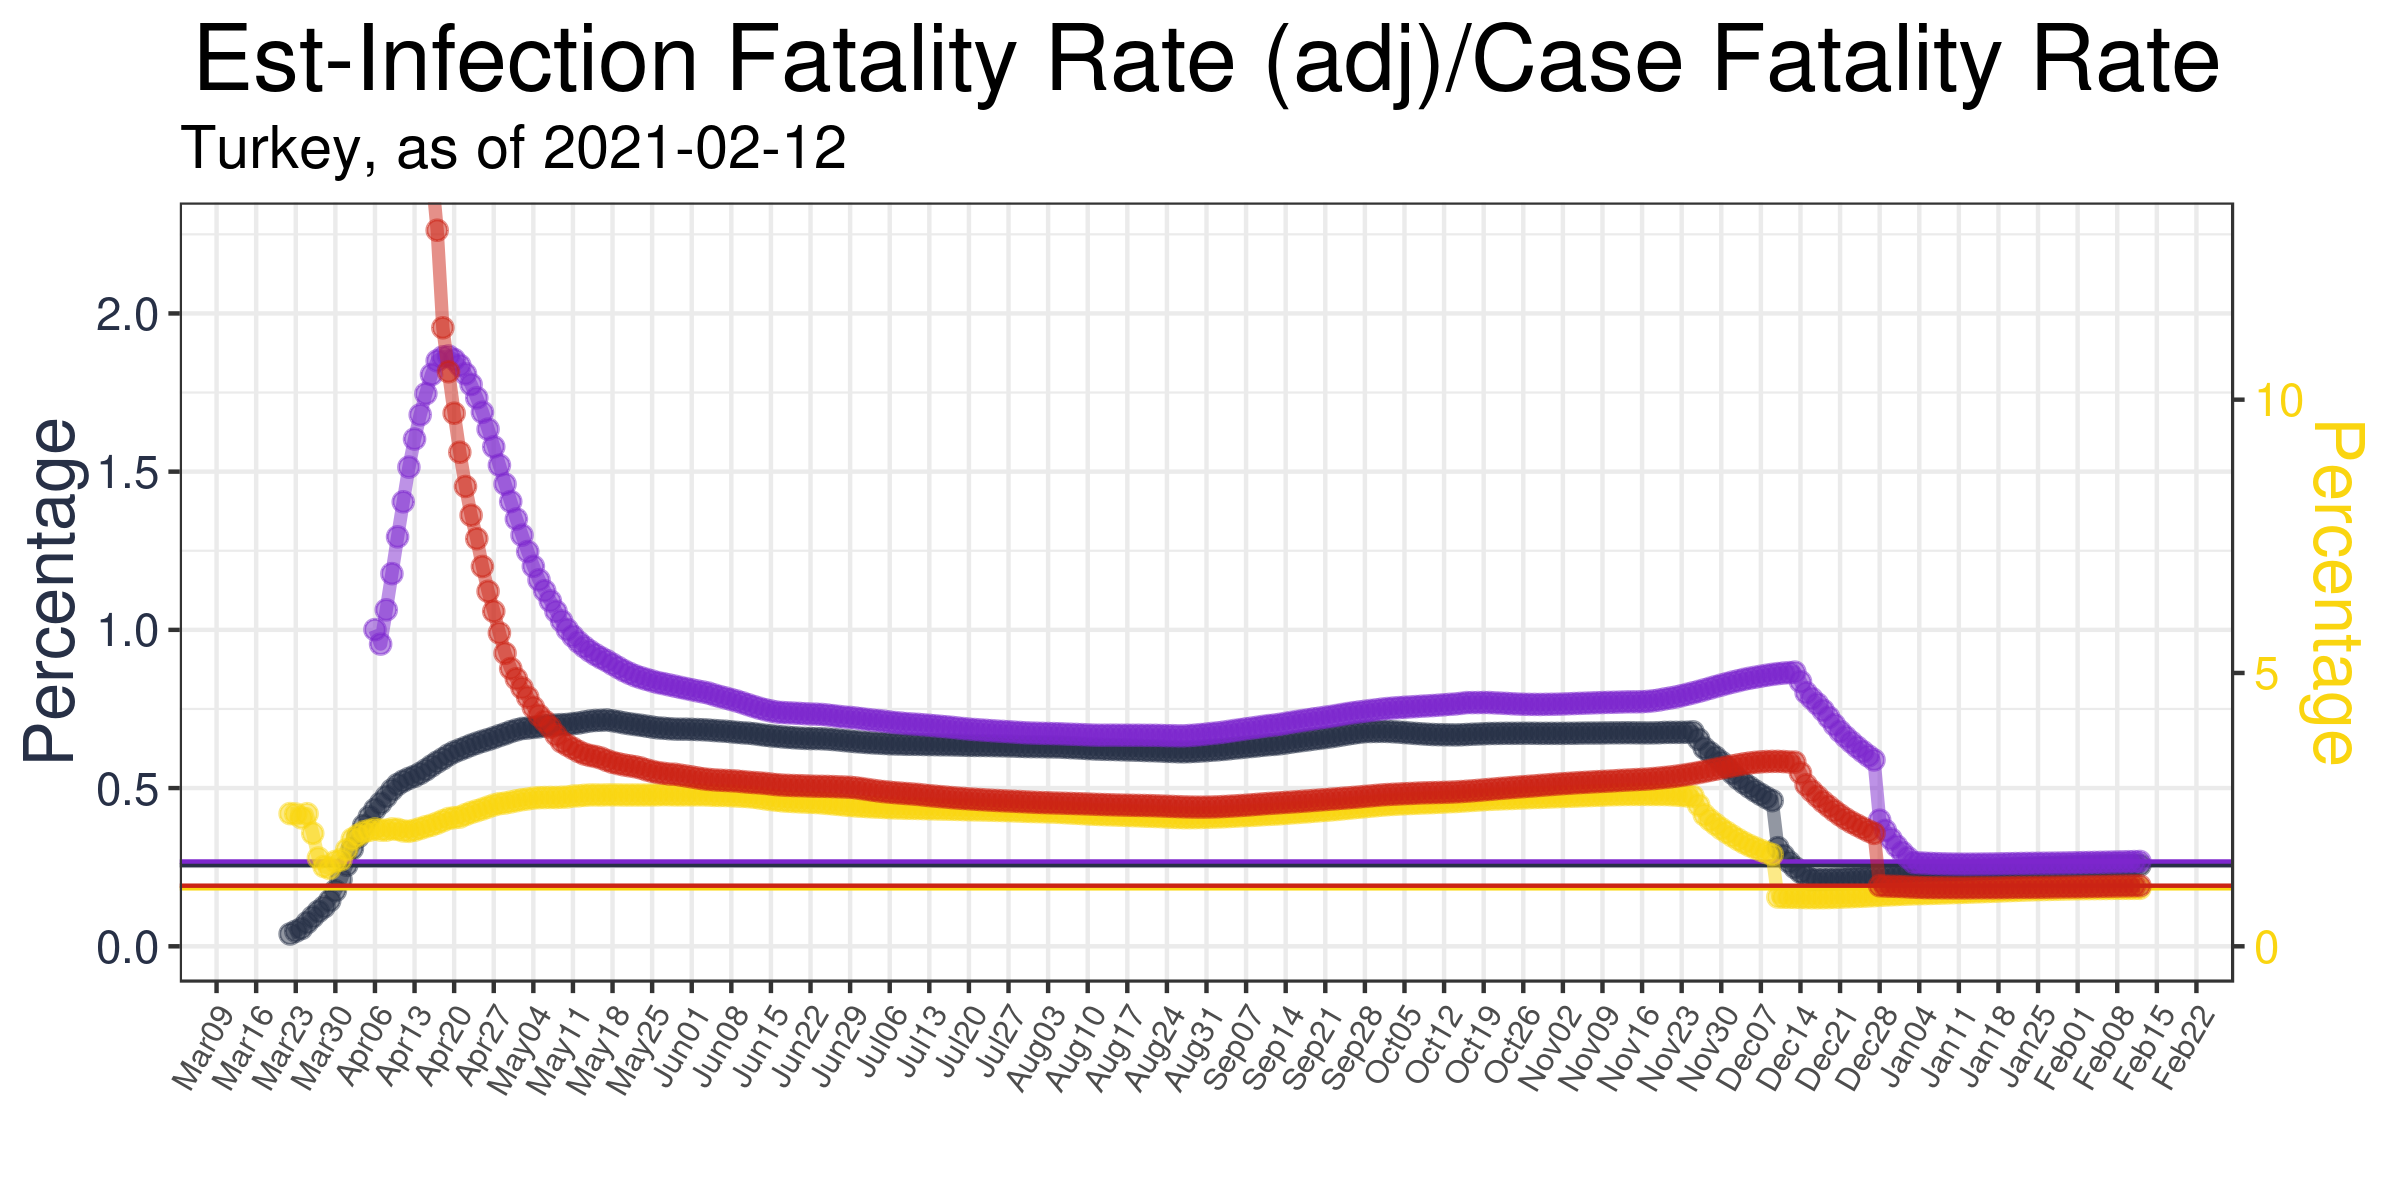 Est-Infection Fatality Rate (adj)/Case Fatality Rate
Turkey, as of 2021-02-12
Percentage
2.0
1.5
1.0
0.5
0.0
10
5
0
Percentage
Mar09
Mar16
Mar23
Mar30
Apr06
Apr13
Apr20
Apr27
May04
May11
May18
May25
Jun01
Jun08
Jun15
Jun22
Jun29
Jul06
Jul13
Jul20
Jul27
Aug03
Aug10
Aug17
Aug24
Aug31
Sep07
Sep14
Sep21
Sep28
Oct05
Oct12
Oct19
Oct26
Nov02
Nov09
Nov16
Nov23
Nov30
Dec07
Dec14
Dec21
Dec28
Jan04
Jan11
Jan18
Jan25
Feb01
Feb08
Feb15
Feb22